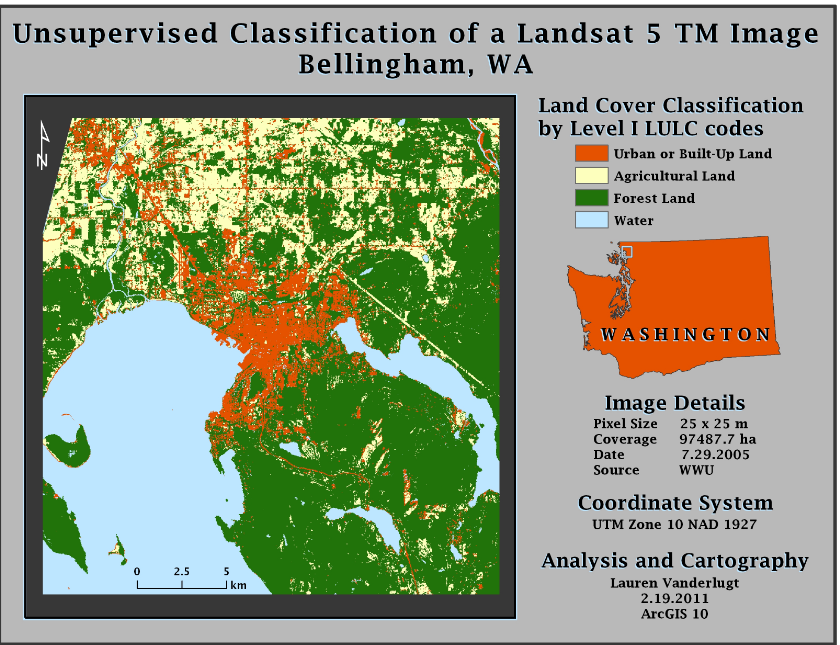 Unsupervised Classification of a Landsat 5 TM Image
Bellingham, WA
N
0 2.5 5
km
Land Cover Classification
by Level I LULC codes
Urban or Built-Up Land
Agricultural Land
Forest Land
Water
WASHINGTON
Image Details
Pixel Size 25 x 25 m
Coverage 97487.7 ha
Date 7.29.2005
Source WWU
Coordinate System
UTM Zone 10 NAD 1927
Analysis and Cartography
Lauren Vanderlugt
2.19.2011
ArcGIS 10